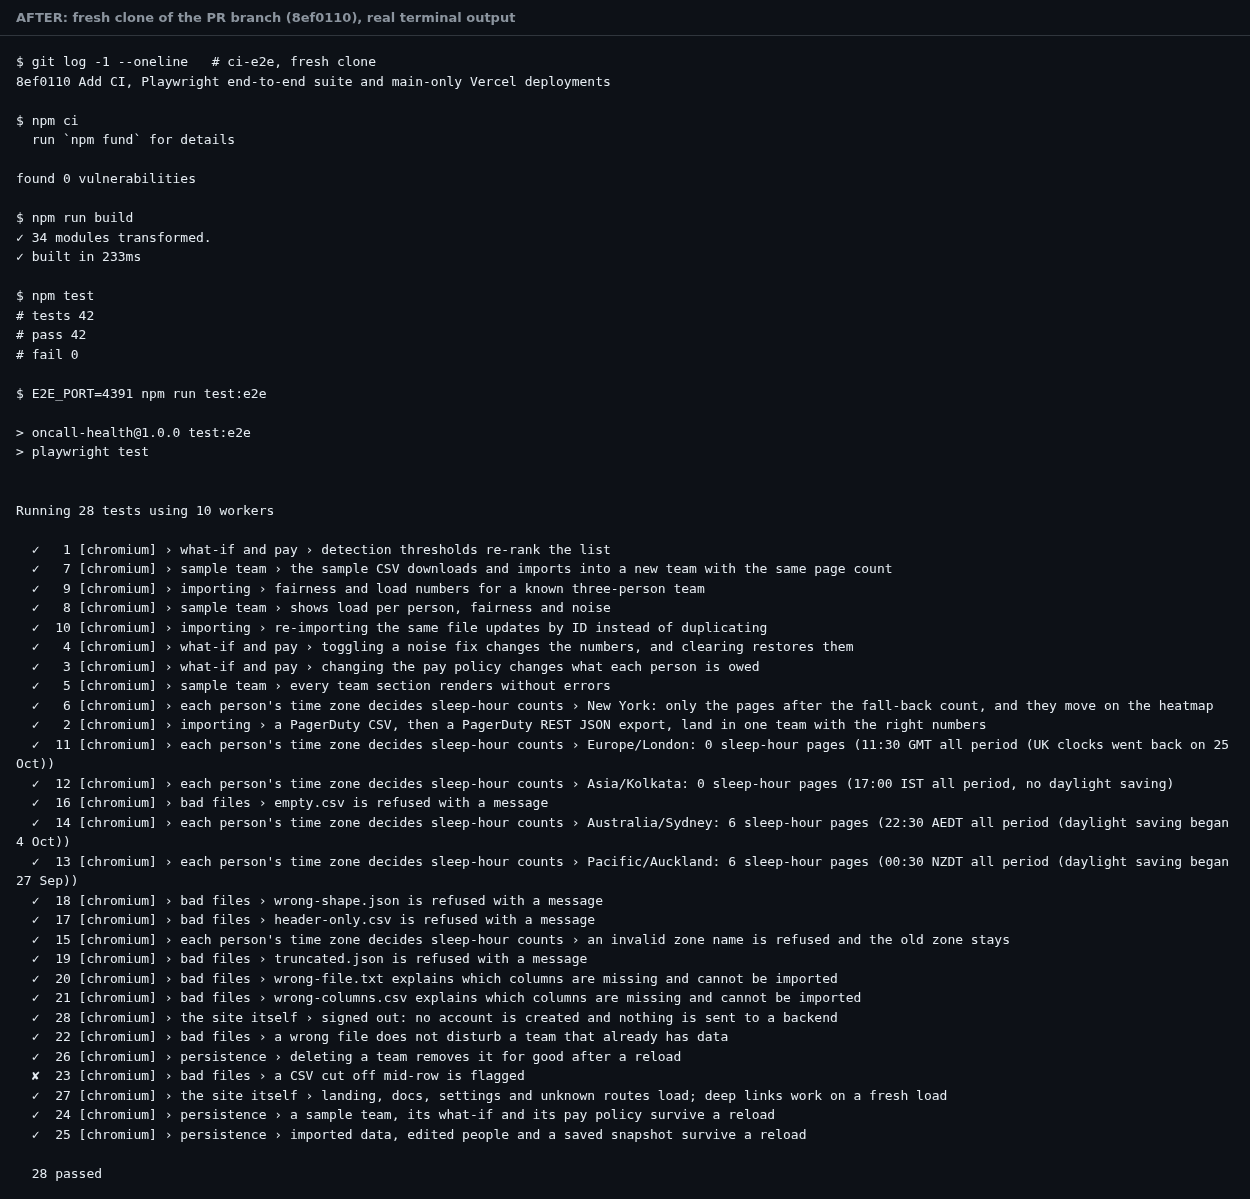 AFTER: fresh clone of the PR branch (8ef0110), real terminal output
$ git log -1 --oneline   # ci-e2e, fresh clone
8ef0110 Add CI, Playwright end-to-end suite and main-only Vercel deployments
$ npm ci
run `npm fund` for details
found 0 vulnerabilities
$ npm run build
✓ 34 modules transformed.
✓ built in 233ms
$ npm test
# tests 42
# pass 42
# fail 0
$ E2E_PORT=4391 npm run test:e2e
> oncall-health@1.0.0 test:e2e
> playwright test
Running 28 tests using 10 workers
✓   1 [chromium] › what-if and pay › detection thresholds re-rank the list
✓   7 [chromium] › sample team › the sample CSV downloads and imports into a new team with the same page count
✓   9 [chromium] › importing › fairness and load numbers for a known three-person team
✓   8 [chromium] › sample team › shows load per person, fairness and noise
✓  10 [chromium] › importing › re-importing the same file updates by ID instead of duplicating
✓   4 [chromium] › what-if and pay › toggling a noise fix changes the numbers, and clearing restores them
✓   3 [chromium] › what-if and pay › changing the pay policy changes what each person is owed
✓   5 [chromium] › sample team › every team section renders without errors
✓   6 [chromium] › each person's time zone decides sleep-hour counts › New York: only the pages after the fall-back count, and they move on the heatmap
✓   2 [chromium] › importing › a PagerDuty CSV, then a PagerDuty REST JSON export, land in one team with the right numbers
✓  11 [chromium] › each person's time zone decides sleep-hour counts › Europe/London: 0 sleep-hour pages (11:30 GMT all period (UK clocks went back on 25
Oct))
✓  12 [chromium] › each person's time zone decides sleep-hour counts › Asia/Kolkata: 0 sleep-hour pages (17:00 IST all period, no daylight saving)
✓  16 [chromium] › bad files › empty.csv is refused with a message
✓  14 [chromium] › each person's time zone decides sleep-hour counts › Australia/Sydney: 6 sleep-hour pages (22:30 AEDT all period (daylight saving began
4 Oct))
✓  13 [chromium] › each person's time zone decides sleep-hour counts › Pacific/Auckland: 6 sleep-hour pages (00:30 NZDT all period (daylight saving began
27 Sep))
✓  18 [chromium] › bad files › wrong-shape.json is refused with a message
✓  17 [chromium] › bad files › header-only.csv is refused with a message
✓  15 [chromium] › each person's time zone decides sleep-hour counts › an invalid zone name is refused and the old zone stays
✓  19 [chromium] › bad files › truncated.json is refused with a message
✓  20 [chromium] › bad files › wrong-file.txt explains which columns are missing and cannot be imported
✓  21 [chromium] › bad files › wrong-columns.csv explains which columns are missing and cannot be imported
✓  28 [chromium] › the site itself › signed out: no account is created and nothing is sent to a backend
✓  22 [chromium] › bad files › a wrong file does not disturb a team that already has data
✓  26 [chromium] › persistence › deleting a team removes it for good after a reload
✘  23 [chromium] › bad files › a CSV cut off mid-row is flagged
✓  27 [chromium] › the site itself › landing, docs, settings and unknown routes load; deep links work on a fresh load
✓  24 [chromium] › persistence › a sample team, its what-if and its pay policy survive a reload
✓  25 [chromium] › persistence › imported data, edited people and a saved snapshot survive a reload
28 passed